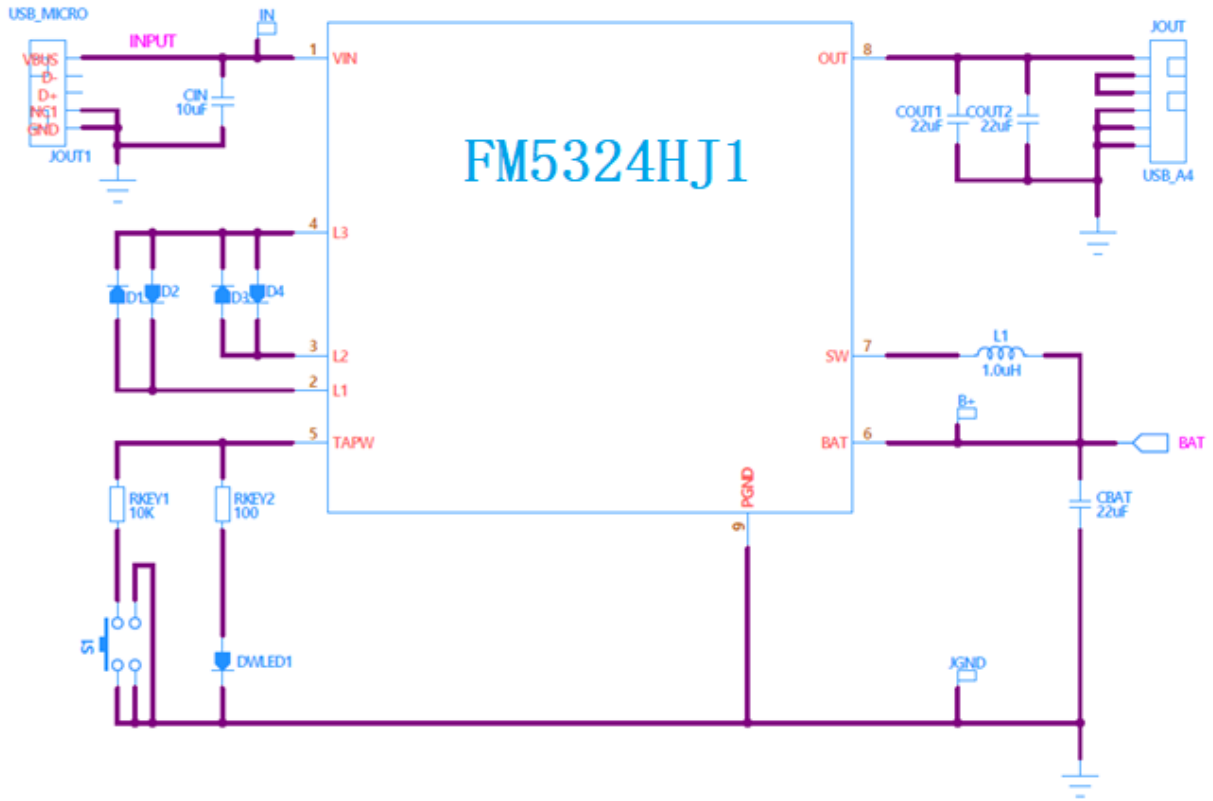 USB_MICRO
IN
INPUT
JOUT
1
VIN
OUT
8
VBUS
D-
D+
NC1
GND
CIN
10uF
COUT1
22uF
COUT2
22uF
FM5324HJ1
JOUT1
USB_A4
4
L3
D1
D2
D3
D4
3
L2
2
L1
SW
7
L1
1.0uH
B+
5
TAPW
BAT
6
BAT
PGND
9
RKEY1
10K
RKEY2
100
CBAT
22uF
S1
DWLED1
JGND